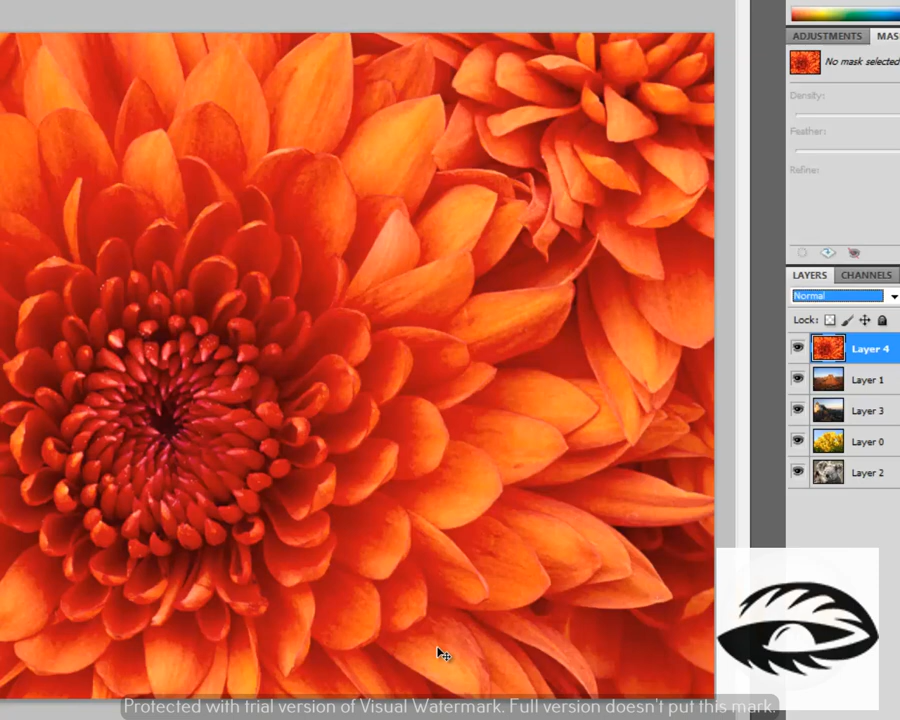 ADJUSTMENTS
No mask selected
Density:
Feather:
Refine:
LAYERS CHANNELS
Normal
Lock:
Layer 4
Layer 1
Layer 3
Layer 0
Layer 2
Protected with trial version of Visual Watermark. Full version doesn't put this mark.